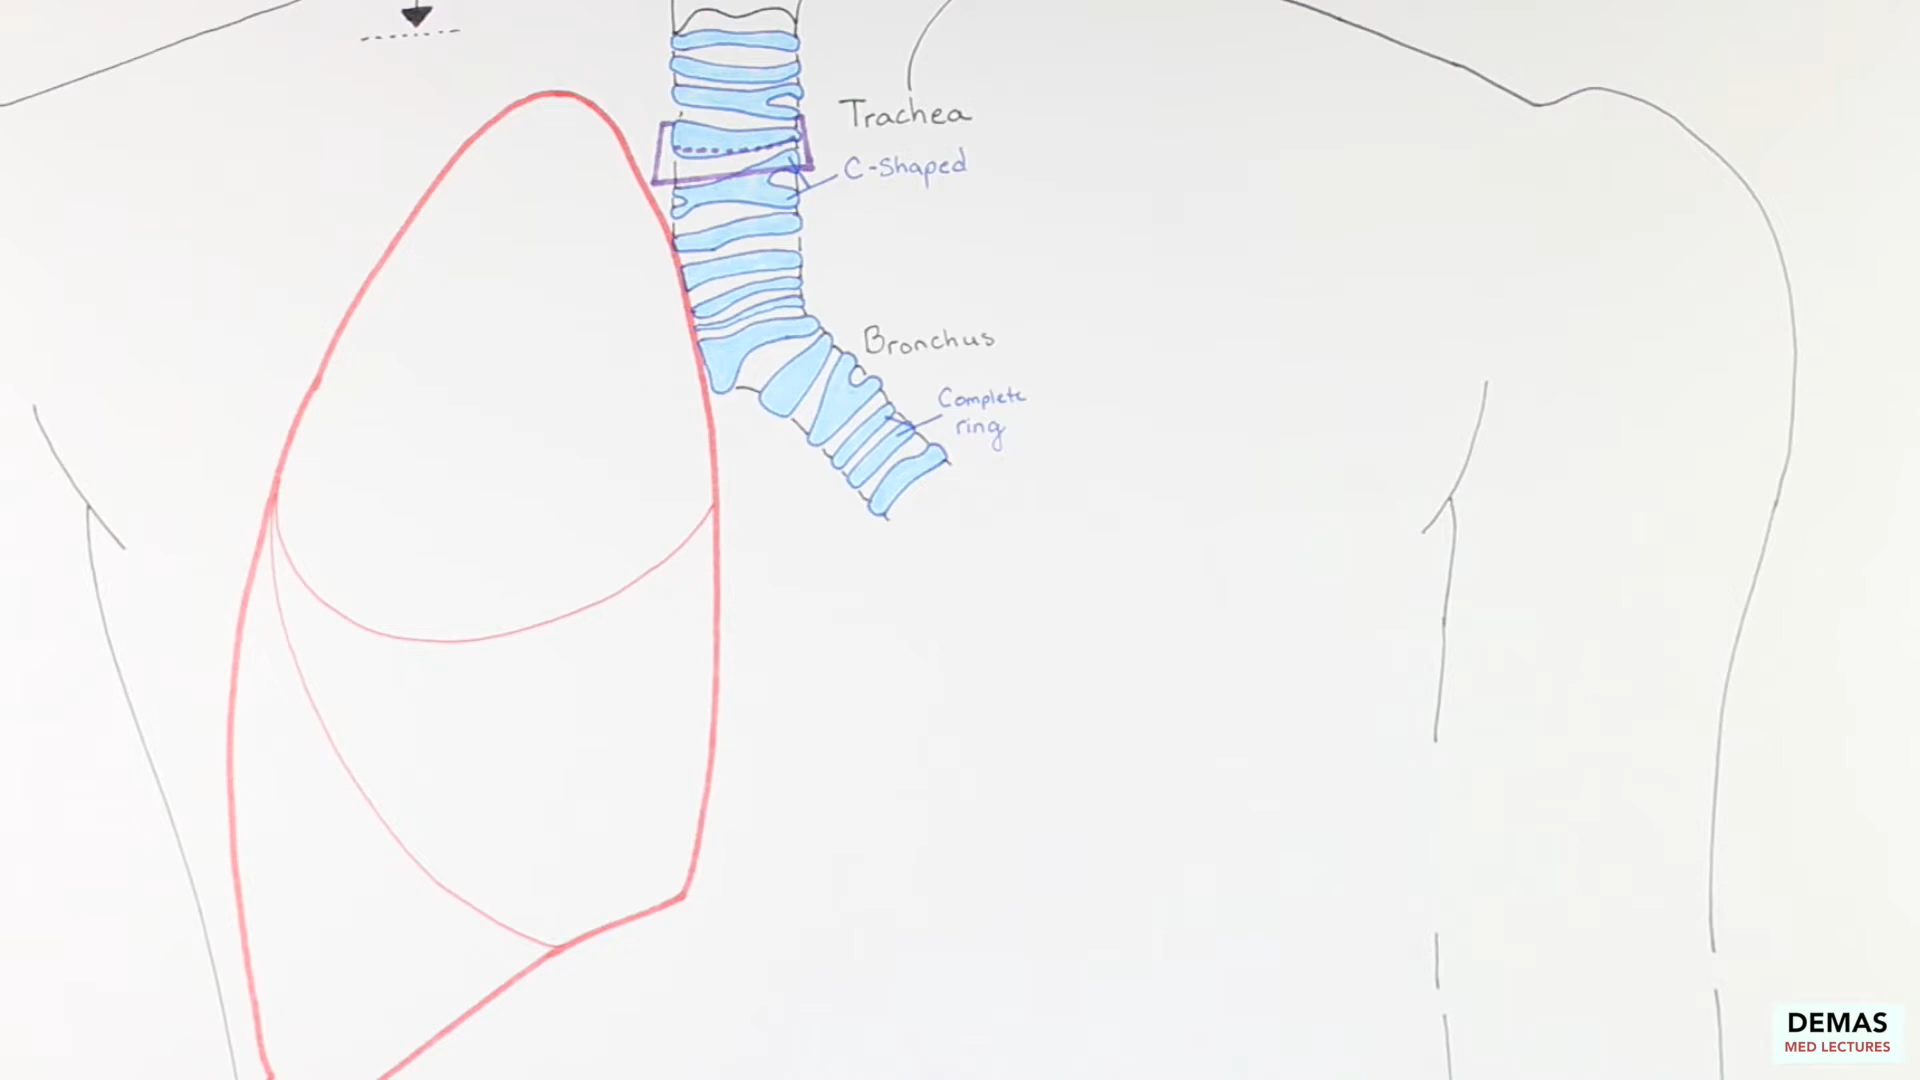 Trachea
C-Shaped
Bronchus
Complete
ring
DEMAS
MED LECTURES